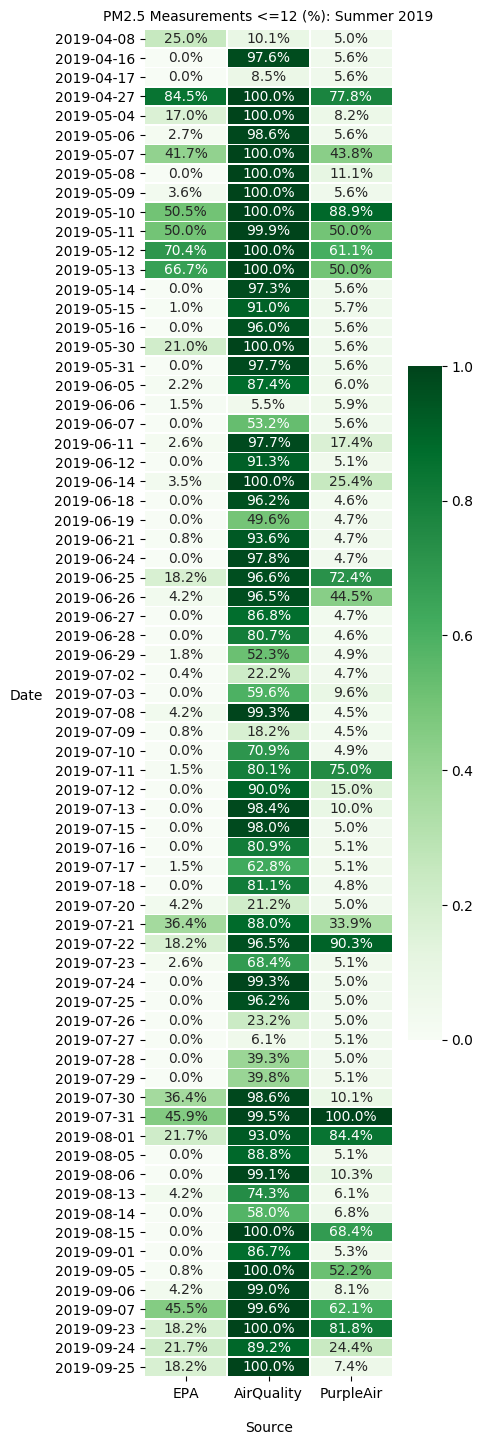 PM2.5 Measurements <=12 (%): Summer 2019
2019-04-08 25.0% 10.1% 5.0%
2019-04-16 0.0% 97.6% 5.6%
2019-04-17 0.0% 8.5% 5.6%
2019-04-27 84.5% 100.0% 77.8%
2019-05-04 17.0% 100.0% 8.2%
2019-05-06 2.7% 98.6% 5.6%
2019-05-07 41.7% 100.0% 43.8%
2019-05-08 0.0% 100.0% 11.1%
2019-05-09 3.6% 100.0% 5.6%
2019-05-10 50.5% 100.0% 88.9%
2019-05-11 50.0% 99.9% 50.0%
2019-05-12 70.4% 100.0% 61.1%
2019-05-13 66.7% 100.0% 50.0%
2019-05-14 0.0% 97.3% 5.6%
2019-05-15 1.0% 91.0% 5.7%
2019-05-16 0.0% 96.0% 5.6%
2019-05-30 21.0% 100.0% 5.6%
2019-05-31 0.0% 97.7% 5.6%
2019-06-05 2.2% 87.4% 6.0%
2019-06-06 1.5% 5.5% 5.9%
2019-06-07 0.0% 53.2% 5.6%
2019-06-11 2.6% 97.7% 17.4%
2019-06-12 0.0% 91.3% 5.1%
2019-06-14 3.5% 100.0% 25.4%
2019-06-18 0.0% 96.2% 4.6%
2019-06-19 0.0% 49.6% 4.7%
2019-06-21 0.8% 93.6% 4.7%
2019-06-24 0.0% 97.8% 4.7%
2019-06-25 18.2% 96.6% 72.4%
2019-06-26 4.2% 96.5% 44.5%
2019-06-27 0.0% 86.8% 4.7%
2019-06-28 0.0% 80.7% 4.6%
2019-06-29 1.8% 52.3% 4.9%
2019-07-02 0.4% 22.2% 4.7%
2019-07-03 0.0% 59.6% 9.6%
2019-07-08 4.2% 99.3% 4.5%
2019-07-09 0.8% 18.2% 4.5%
2019-07-10 0.0% 70.9% 4.9%
2019-07-11 1.5% 80.1% 75.0%
2019-07-12 0.0% 90.0% 15.0%
2019-07-13 0.0% 98.4% 10.0%
2019-07-15 0.0% 98.0% 5.0%
2019-07-16 0.0% 80.9% 5.1%
2019-07-17 1.5% 62.8% 5.1%
2019-07-18 0.0% 81.1% 4.8%
2019-07-20 4.2% 21.2% 5.0%
2019-07-21 36.4% 88.0% 33.9%
2019-07-22 18.2% 96.5% 90.3%
2019-07-23 2.6% 68.4% 5.1%
2019-07-24 0.0% 99.3% 5.0%
2019-07-25 0.0% 96.2% 5.0%
2019-07-26 0.0% 23.2% 5.0%
2019-07-27 0.0% 6.1% 5.1%
2019-07-28 0.0% 39.3% 5.0%
2019-07-29 0.0% 39.8% 5.1%
2019-07-30 36.4% 98.6% 10.1%
2019-07-31 45.9% 99.5% 100.0%
2019-08-01 21.7% 93.0% 84.4%
2019-08-05 0.0% 88.8% 5.1%
2019-08-06 0.0% 99.1% 10.3%
2019-08-13 4.2% 74.3% 6.1%
2019-08-14 0.0% 58.0% 6.8%
2019-08-15 0.0% 100.0% 68.4%
2019-09-01 0.0% 86.7% 5.3%
2019-09-05 0.8% 100.0% 52.2%
2019-09-06 4.2% 99.0% 8.1%
2019-09-07 45.5% 99.6% 62.1%
2019-09-23 18.2% 100.0% 81.8%
2019-09-24 21.7% 89.2% 24.4%
2019-09-25 18.2% 100.0% 7.4%
EPA AirQuality PurpleAir
Source
Date
1.0
0.8
0.6
0.4
0.2
0.0